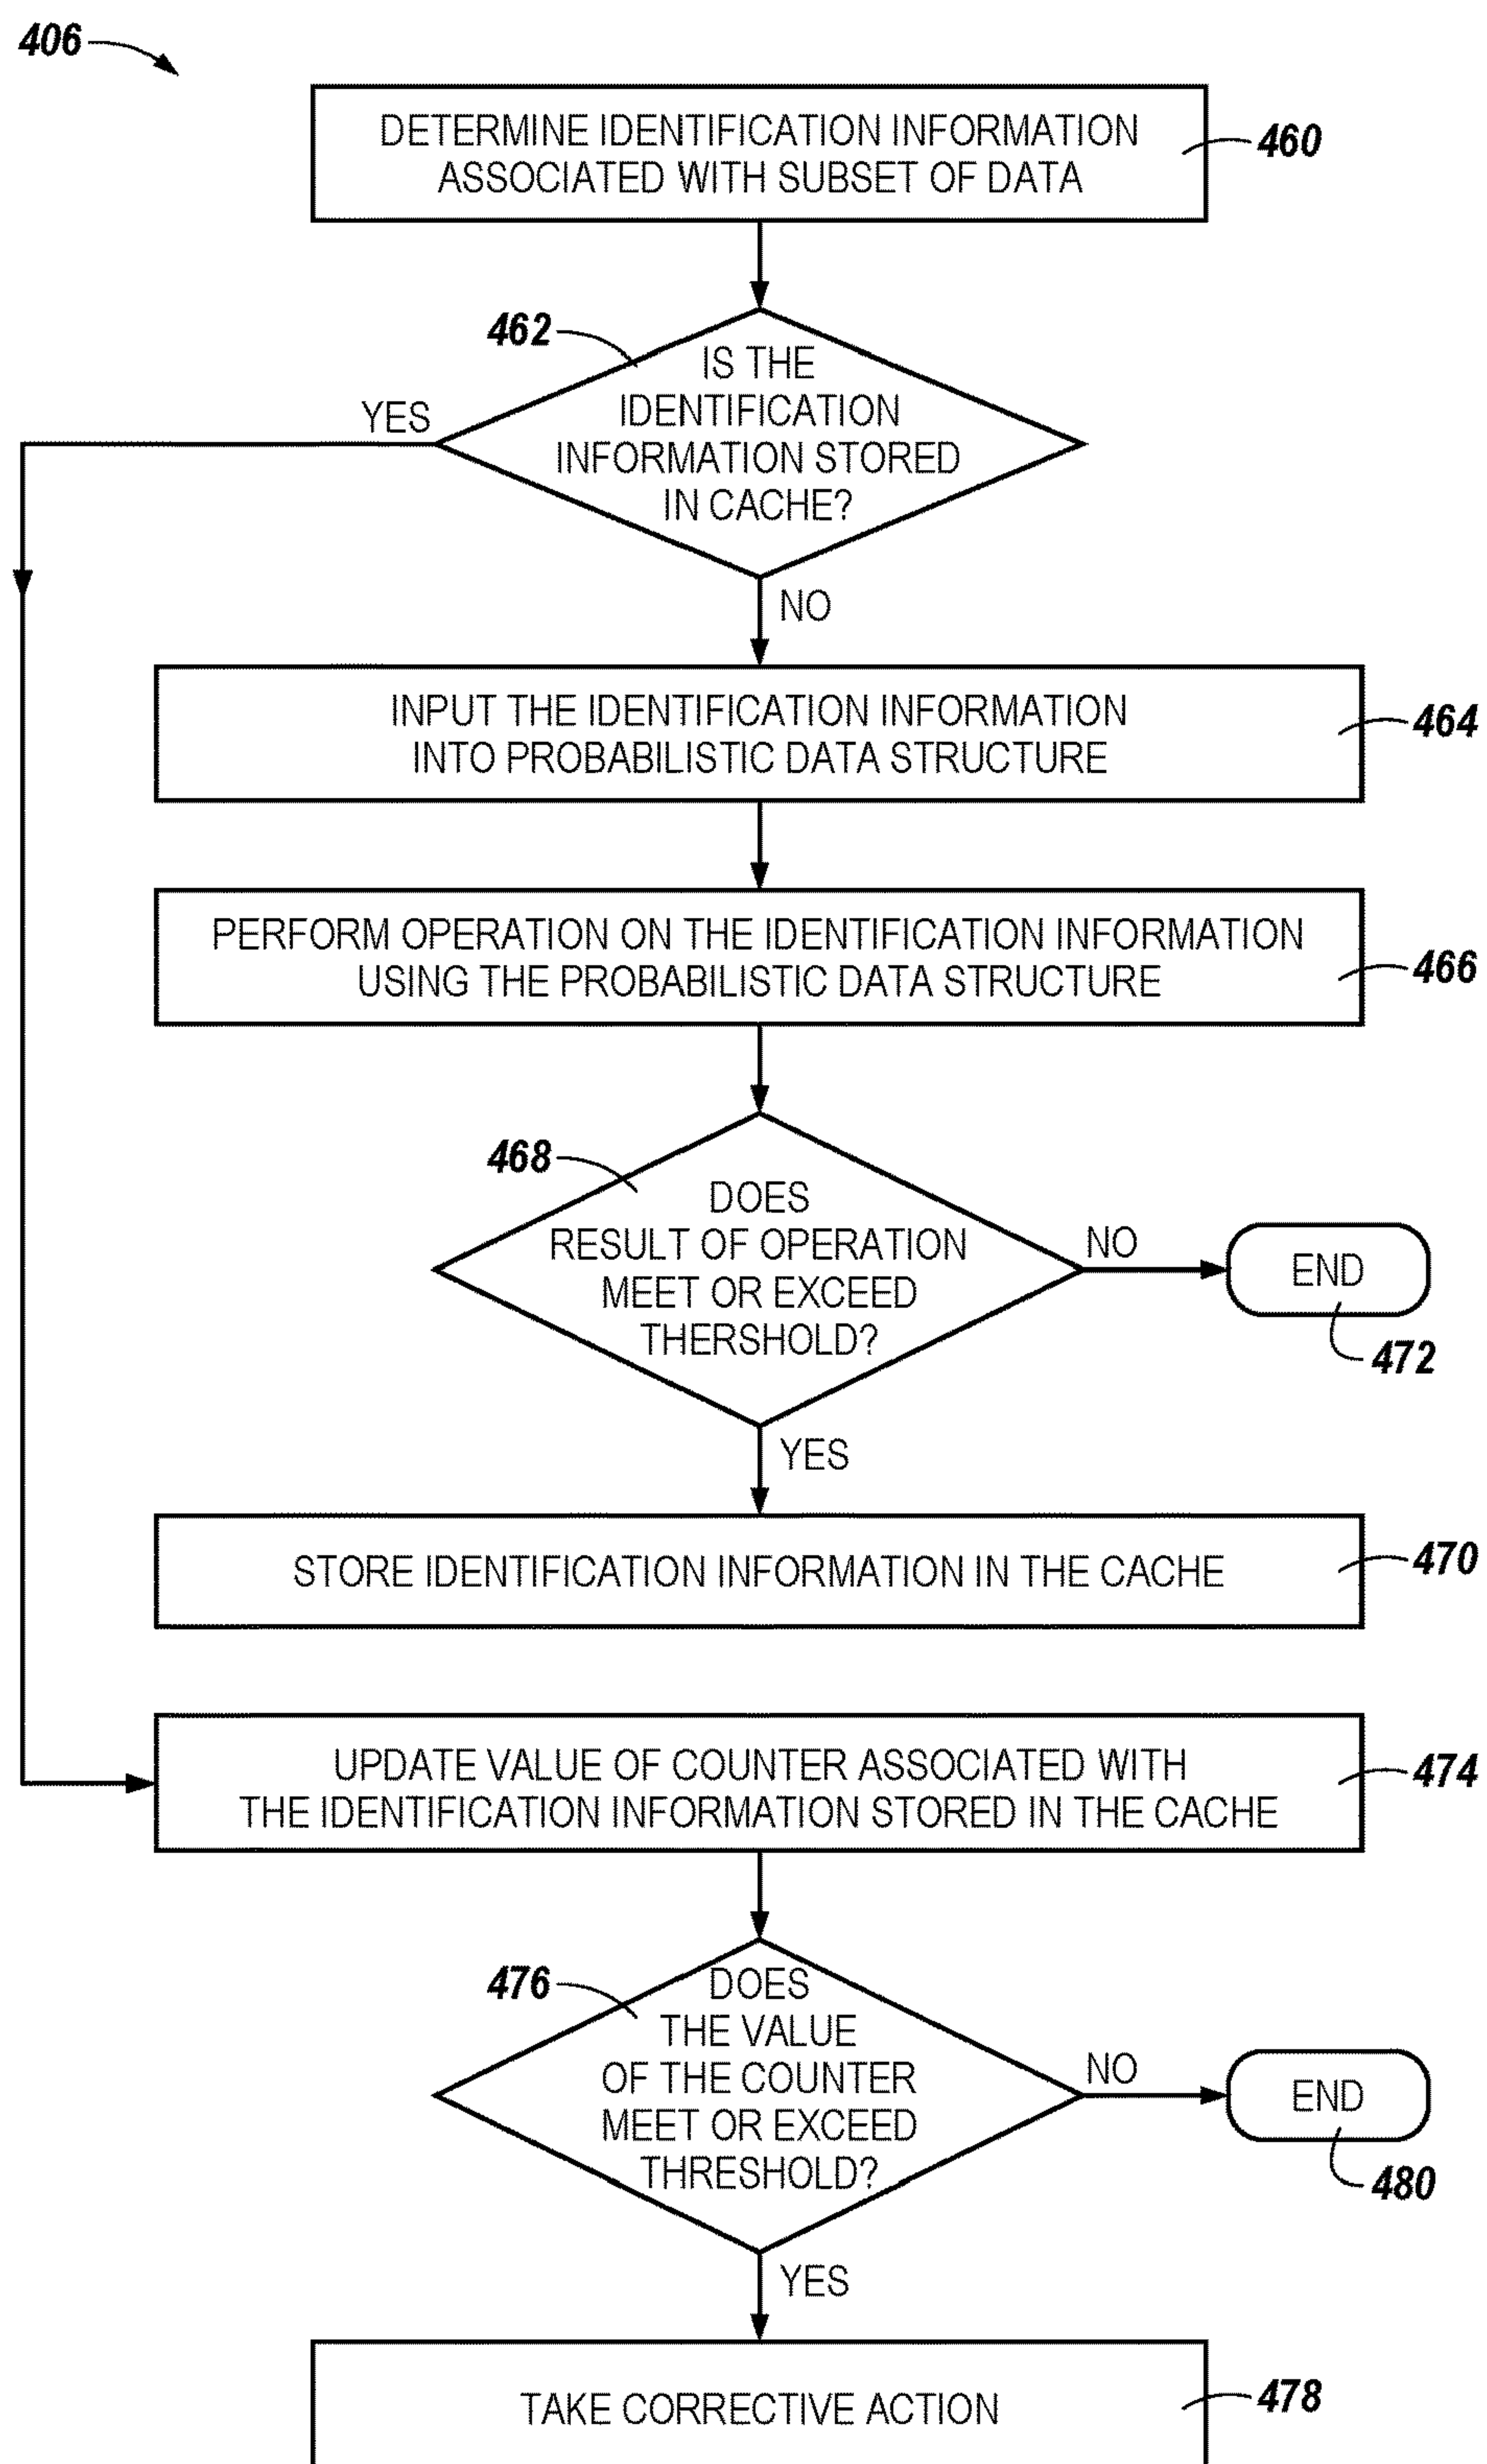 406
DETERMINE IDENTIFICATION INFORMATION
ASSOCIATED WITH SUBSET OF DATA
460
462
IS THE
IDENTIFICATION
INFORMATION STORED
IN CACHE?
YES
NO
INPUT THE IDENTIFICATION INFORMATION
INTO PROBABILISTIC DATA STRUCTURE
464
PERFORM OPERATION ON THE IDENTIFICATION INFORMATION
USING THE PROBABILISTIC DATA STRUCTURE
466
468
DOES
RESULT OF OPERATION
MEET OR EXCEED
THERSHOLD?
NO
END
472
YES
STORE IDENTIFICATION INFORMATION IN THE CACHE
470
UPDATE VALUE OF COUNTER ASSOCIATED WITH
THE IDENTIFICATION INFORMATION STORED IN THE CACHE
474
476
DOES
THE VALUE
OF THE COUNTER
MEET OR EXCEED
THRESHOLD?
NO
END
480
YES
TAKE CORRECTIVE ACTION
478